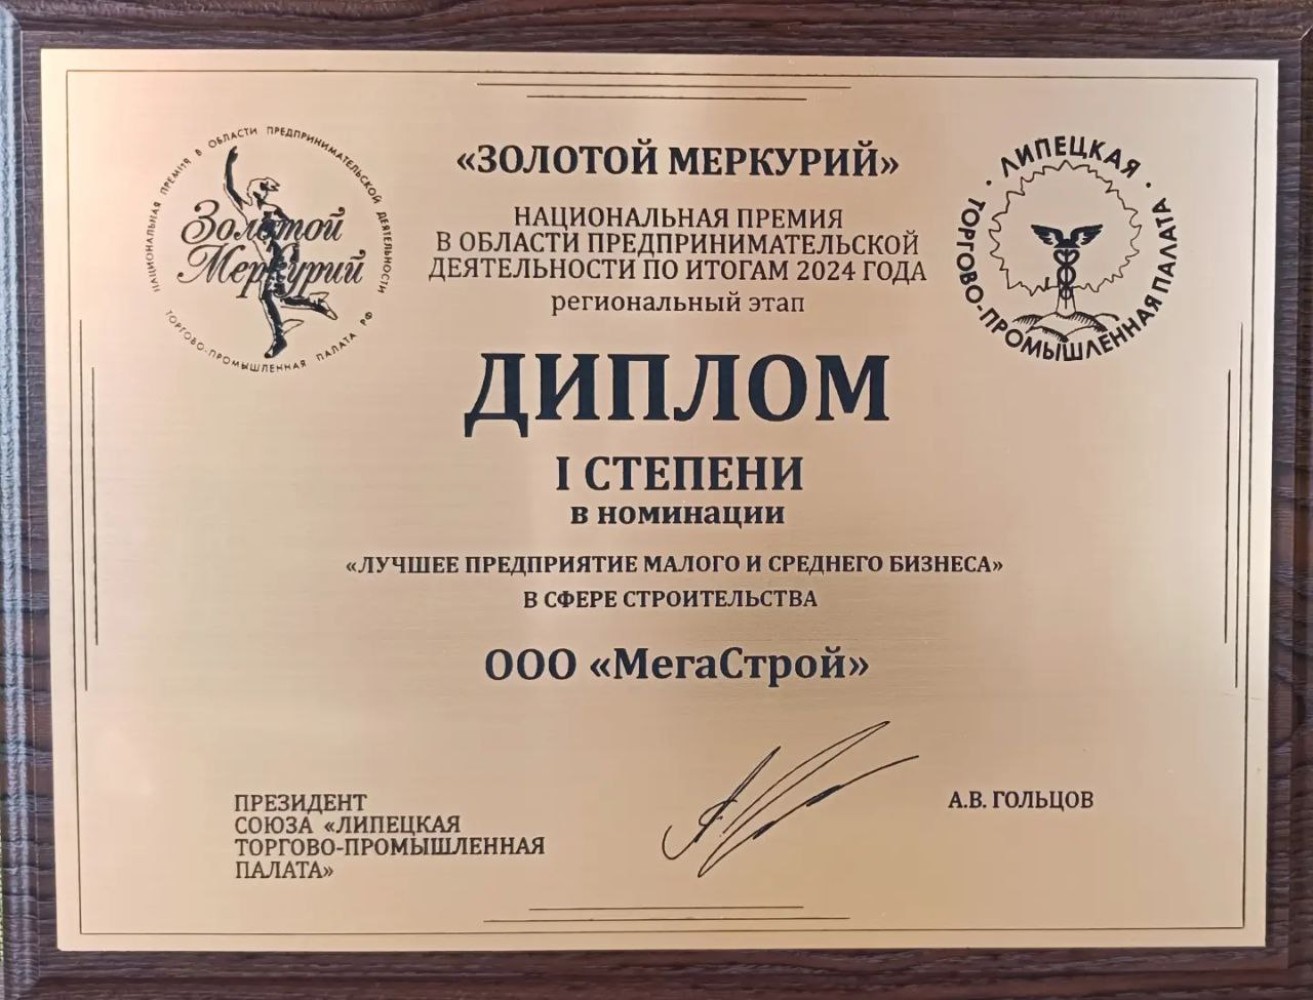 НАЦИОНАЛЬНАЯ ПРЕМИЯ В ОБЛАСТИ ПРЕДПРИНИМАТЕЛЬСКОЙ ДЕЯТЕЛЬНОСТИ
Золотой
Меркурий
ТОРГОВО-ПРОМЫШЛЕННАЯ ПАЛАТА РФ
«ЗОЛОТОЙ МЕРКУРИЙ»
НАЦИОНАЛЬНАЯ ПРЕМИЯ
В ОБЛАСТИ ПРЕДПРИНИМАТЕЛЬСКОЙ
ДЕЯТЕЛЬНОСТИ ПО ИТОГАМ 2024 ГОДА
региональный этап
· ЛИПЕЦКАЯ ·
ТОРГОВО-ПРОМЫШЛЕННАЯ ПАЛАТА
ДИПЛОМ
I СТЕПЕНИ
в номинации
«ЛУЧШЕЕ ПРЕДПРИЯТИЕ МАЛОГО И СРЕДНЕГО БИЗНЕСА»
В СФЕРЕ СТРОИТЕЛЬСТВА
ООО «МегаСтрой»
ПРЕЗИДЕНТ
СОЮЗА «ЛИПЕЦКАЯ
ТОРГОВО-ПРОМЫШЛЕННАЯ
ПАЛАТА»
А.В. ГОЛЬЦОВ